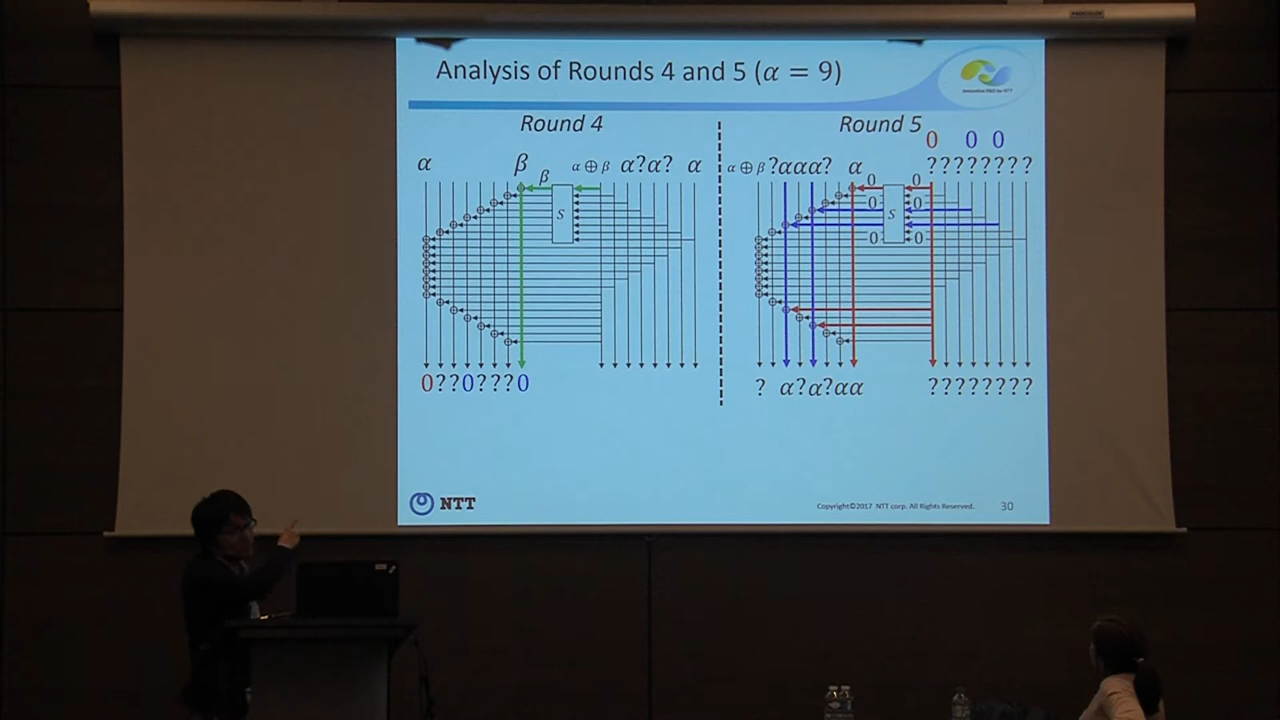 Analysis of Rounds 4 and 5 (α = 9)
Round 4
Round 5
0 0 0
α β α ⊕ β α?α? α
α ⊕ β ?ααα? α ????????
β
0 0
S
0 0
S
0 0
0??0???0
? α?α?αα ????????
NTT
Copyright©2017 NTT corp. All Rights Reserved.
30